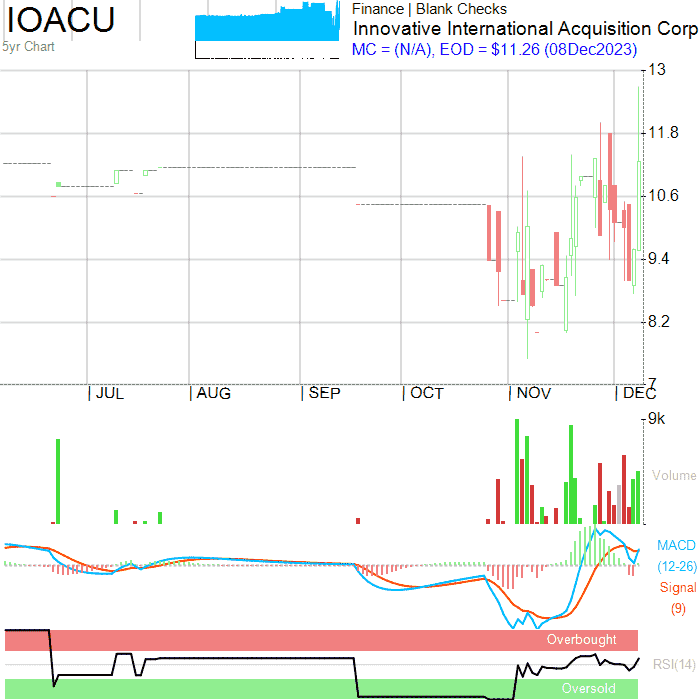 IOACU
5yr Chart
Finance | Blank Checks
Innovative International Acquisition Corp
MC = (N/A), EOD = $11.26 (08Dec2023)
13
11.8
10.6
9.4
8.2
7
JUL
AUG
SEP
OCT
NOV
DEC
9k
Volume
MACD
(12-26)
Signal
(9)
Overbought
RSI(14)
Oversold